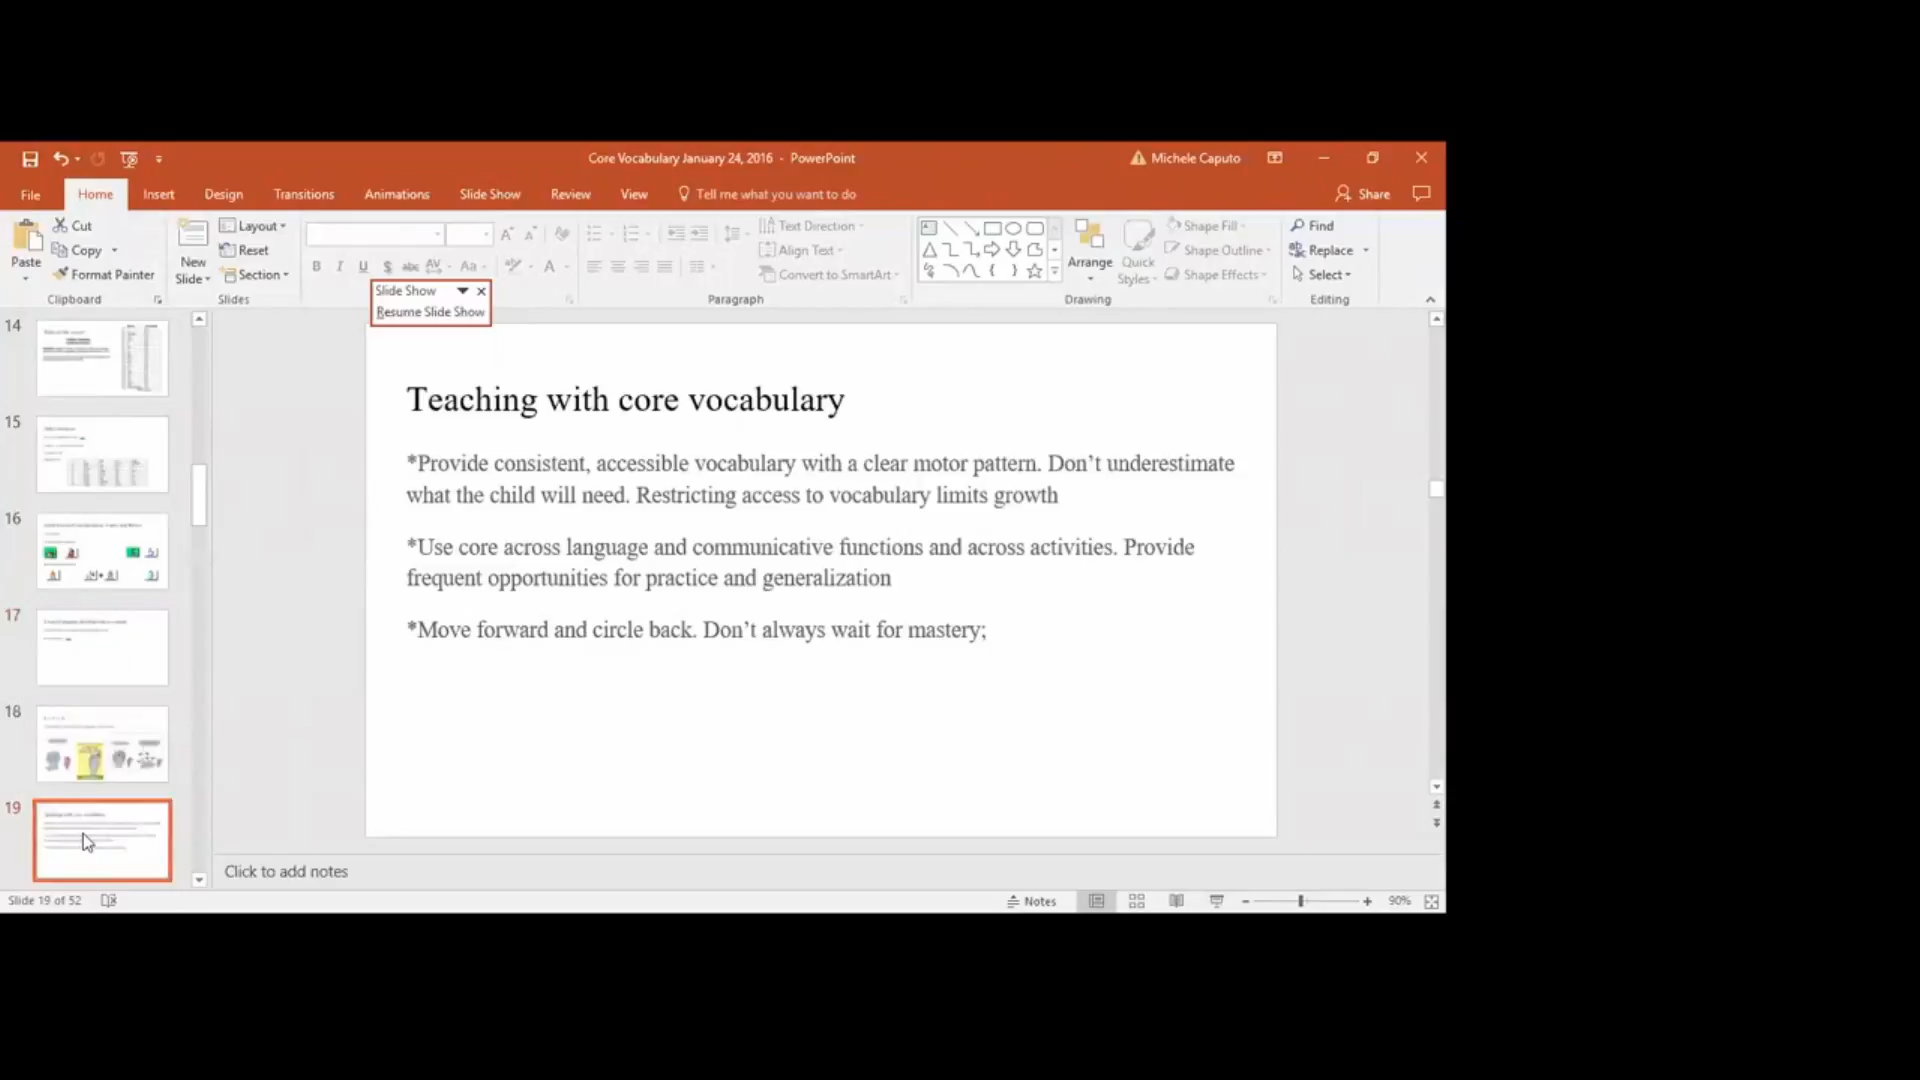 Core Vocabulary January 24, 2016 - PowerPoint
Michele Caputo
File Home Insert Design Transitions Animations Slide Show Review View Tell me what you want to do
Share
Paste
Cut
Copy
Format Painter
Clipboard
New
Slide
Layout
Reset
Section
Slides
Text Direction
Align Text
Convert to SmartArt
Paragraph
Arrange
Quick
Styles
Shape Fill
Shape Outline
Shape Effects
Drawing
Find
Replace
Select
Editing
Slide Show
Resume Slide Show
14
15
16
17
18
19
Teaching with core vocabulary
*Provide consistent, accessible vocabulary with a clear motor pattern. Don’t underestimate
what the child will need. Restricting access to vocabulary limits growth
*Use core across language and communicative functions and across activities. Provide
frequent opportunities for practice and generalization
*Move forward and circle back. Don’t always wait for mastery;
Click to add notes
Slide 19 of 52
Notes
90%